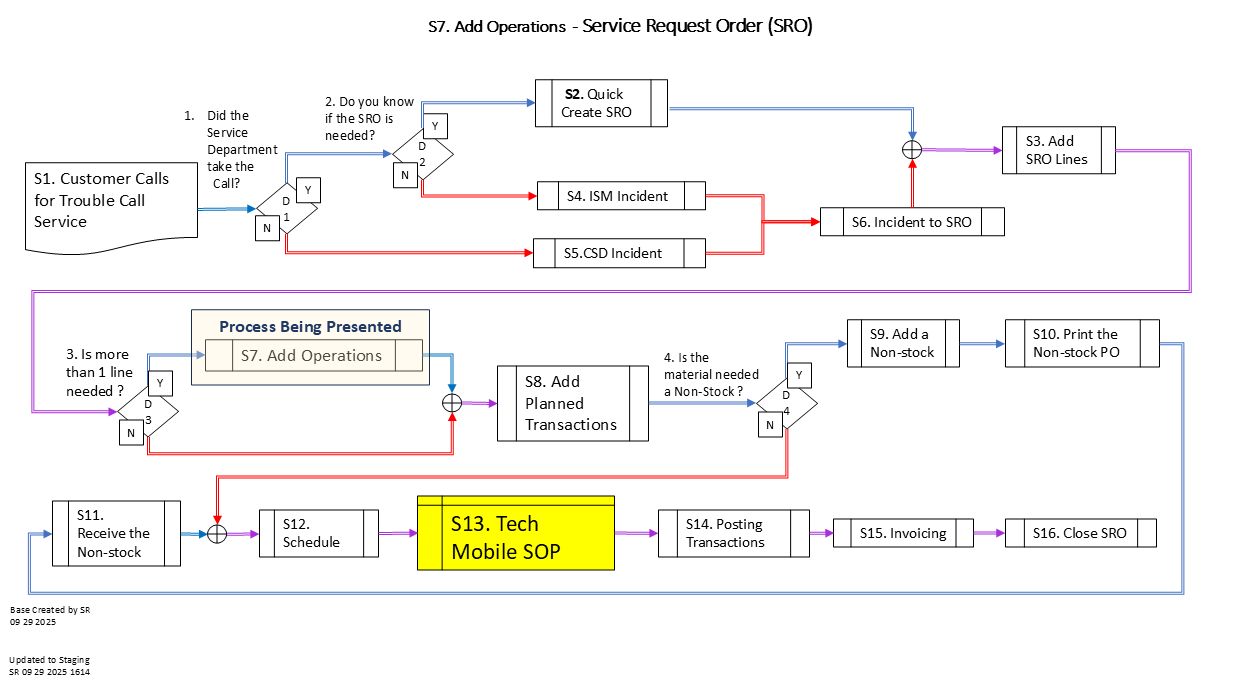 S7. Add Operations - Service Request Order (SRO)
1. Did the
Service
Department
take the
Call?
2. Do you know
if the SRO is
needed?
S2. Quick
Create SRO
Y
D
2
N
S3. Add
SRO Lines
S1. Customer Calls
for Trouble Call
Service
Y
D
1
N
S4. ISM Incident
S6. Incident to SRO
S5.CSD Incident
Process Being Presented
S7. Add Operations
3. Is more
than 1 line
needed ?
Y
D
3
N
S8. Add
Planned
Transactions
4. Is the
material needed
a Non-Stock ?
Y
D
4
N
S9. Add a
Non-stock
S10. Print the
Non-stock PO
S11.
Receive the
Non-stock
S12.
Schedule
S13. Tech
Mobile SOP
S14. Posting
Transactions
S15. Invoicing
S16. Close SRO
Base Created by SR
09 29 2025
Updated to Staging
SR 09 29 2025 1614